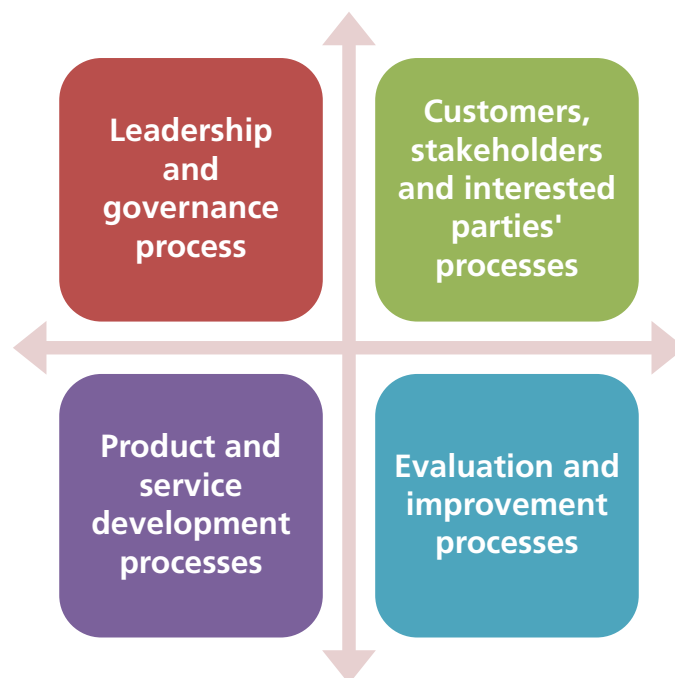 Leadership
and
governance
process
Customers,
stakeholders
and interested
parties'
processes
Product and
service
development
processes
Evaluation and
improvement
processes